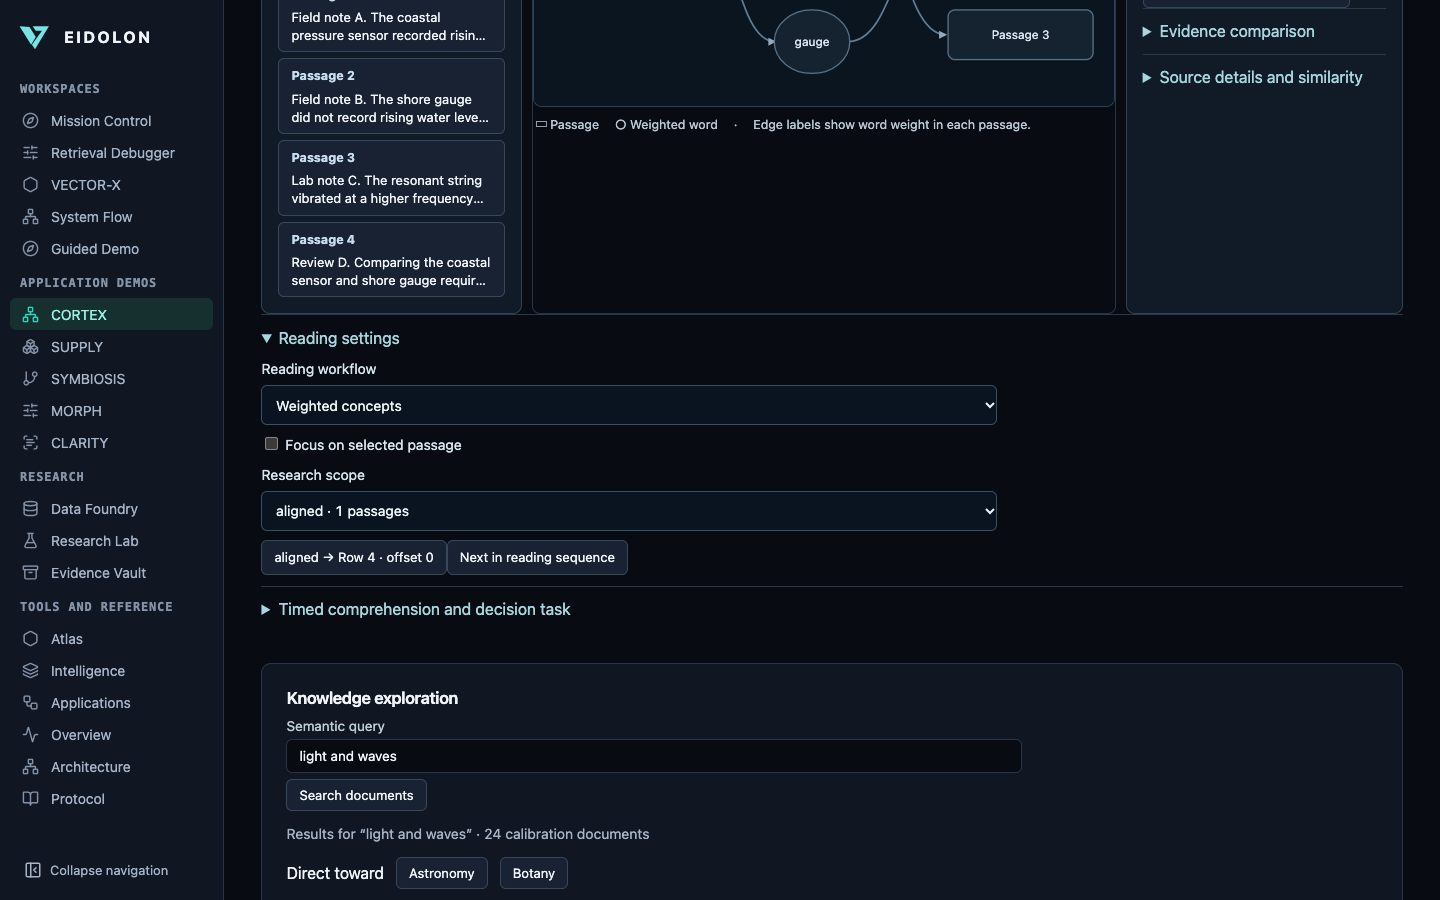 EIDOLON
WORKSPACES
Mission Control
Retrieval Debugger
VECTOR-X
System Flow
Guided Demo
APPLICATION DEMOS
CORTEX
SUPPLY
SYMBIOSIS
MORPH
CLARITY
RESEARCH
Data Foundry
Research Lab
Evidence Vault
TOOLS AND REFERENCE
Atlas
Intelligence
Applications
Overview
Architecture
Protocol
Collapse navigation
Field note A. The coastal
pressure sensor recorded risin...
Passage 2
Field note B. The shore gauge
did not record rising water leve...
Passage 3
Lab note C. The resonant string
vibrated at a higher frequency...
Passage 4
Review D. Comparing the coastal
sensor and shore gauge requir...
gauge
Passage 3
Passage Weighted word · Edge labels show word weight in each passage.
Evidence comparison
Source details and similarity
Reading settings
Reading workflow
Weighted concepts
Focus on selected passage
Research scope
aligned · 1 passages
aligned → Row 4 · offset 0
Next in reading sequence
Timed comprehension and decision task
Knowledge exploration
Semantic query
light and waves
Search documents
Results for “light and waves” · 24 calibration documents
Direct toward
Astronomy
Botany